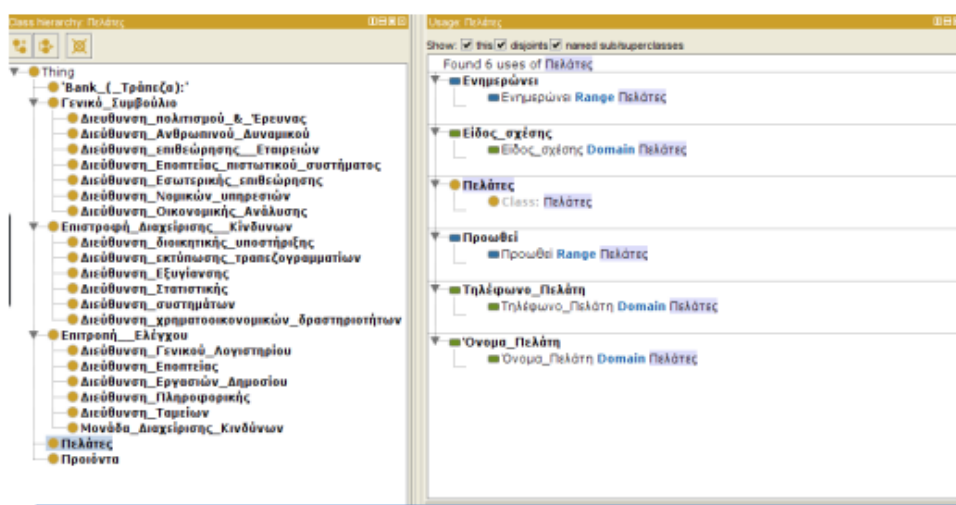 Class hierarchy: Πελάτες
Thing
'Bank_(_Τράπεζα):'
Γενικό_Συμβούλιο
Διευθυνση_πολιτισμού_&_Έρευνας
Διεύθυνση_Ανθρωπινού_Δυναμικού
Διεύθυνση_επιθεώρησης__Εταιρειών
Διεύθυνση_Εποπτείας_πιστωτικού_συστήματος
Διεύθυνση_Εσωτερικής_επιθεώρησης
Διεύθυνση_Νομικών_υπηρεσιών
Διεύθυνση_Οικονομικής_Ανάλυσης
Επιστροφή_Διαχείρισης__Κίνδυνων
Διεύθυνση_διοικητικής_υποστήριξης
Διεύθυνση_εκτύπωσης_τραπεζογραμματίων
Διεύθυνση_Εξυγίανσης
Διεύθυνση_Στατιστικής
Διεύθυνση_συστημάτων
Διεύθυνση_χρηματοοικονομικών_δραστηριοτήτων
Επιτροπή__Ελέγχου
Διεύθυνση_Γενικού_Λογιστηρίου
Διεύθυνση_Εποπτείας
Διεύθυνση_Εργασιών_Δημοσίου
Διεύθυνση_Πληροφορικής
Διεύθυνση_Ταμείων
Μονάδα_Διαχείρισης_Κινδύνων
Πελάτες
Προιόντα
Usage: Πελάτες
Show: this disjoints named sub/superclasses
Found 6 uses of Πελάτες
Ενημερώνει
Ενημερώνει Range Πελάτες
Είδος_σχέσης
Είδος_σχέσης Domain Πελάτες
Πελάτες
Class: Πελάτες
Προωθεί
Προωθεί Range Πελάτες
Τηλέφωνο_Πελάτη
Τηλέφωνο_Πελάτη Domain Πελάτες
Όνομα_Πελάτη
Όνομα_Πελάτη Domain Πελάτες